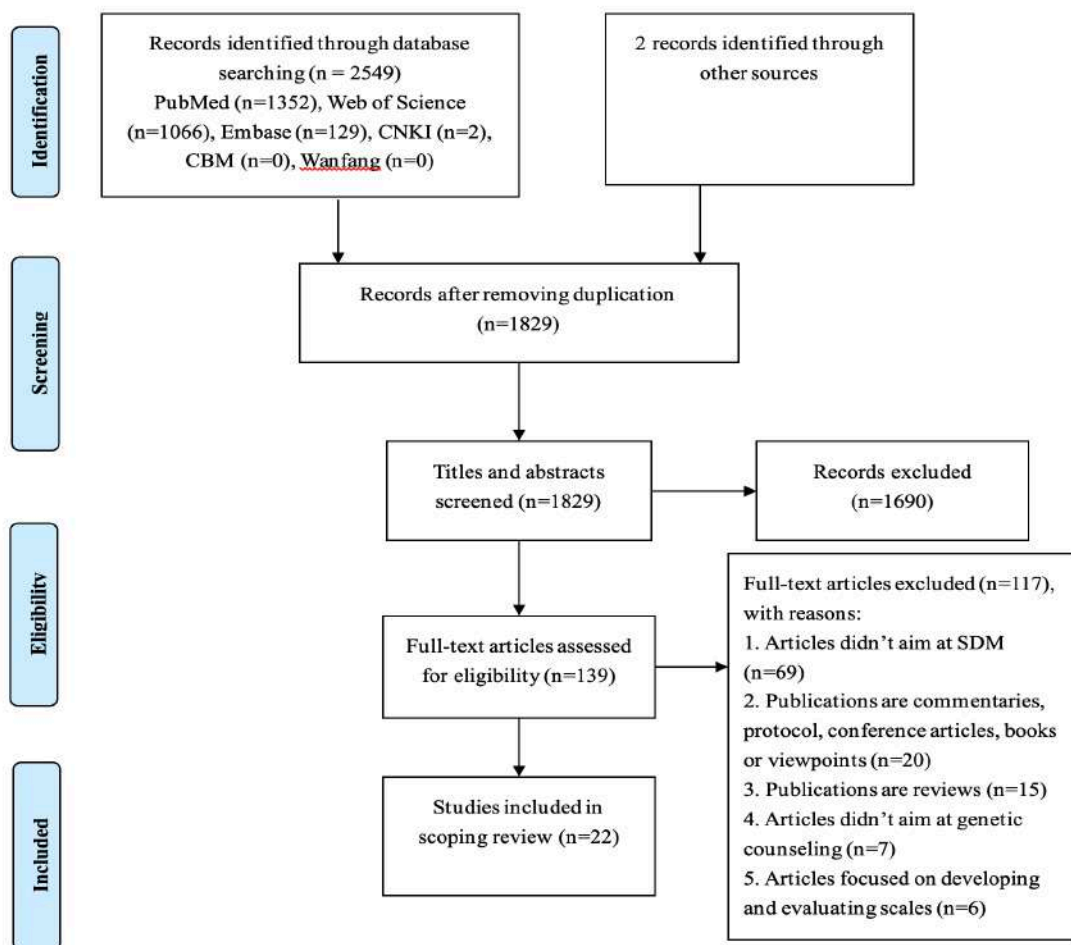 Identification
Records identified through database
searching (n = 2549)
PubMed (n=1352), Web of Science
(n=1066), Embase (n=129), CNKI (n=2),
CBM (n=0), Wanfang (n=0)
2 records identified through
other sources
Screening
Records after removing duplication
(n=1829)
Titles and abstracts
screened (n=1829)
Records excluded
(n=1690)
Eligibility
Full-text articles assessed
for eligibility (n=139)
Full-text articles excluded (n=117),
with reasons:
1. Articles didn’t aim at SDM
(n=69)
2. Publications are commentaries,
protocol, conference articles, books
or viewpoints (n=20)
3. Publications are reviews (n=15)
4. Articles didn’t aim at genetic
counseling (n=7)
5. Articles focused on developing
and evaluating scales (n=6)
Included
Studies included in
scoping review (n=22)